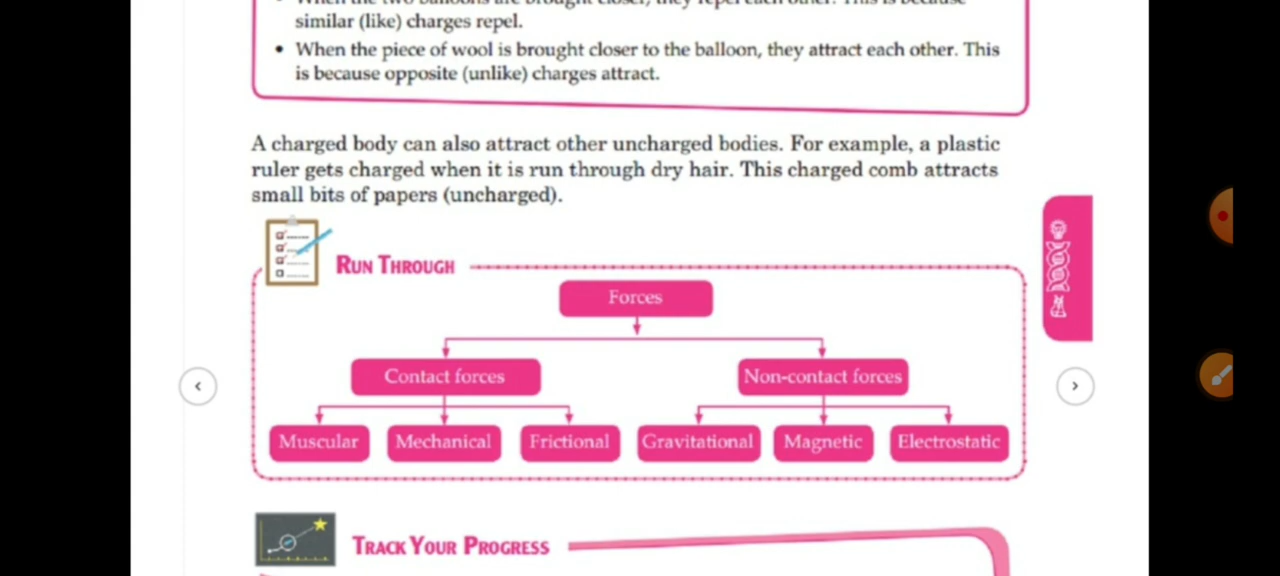 similar (like) charges repel.
• When the piece of wool is brought closer to the balloon, they attract each other. This
is because opposite (unlike) charges attract.
A charged body can also attract other uncharged bodies. For example, a plastic
ruler gets charged when it is run through dry hair. This charged comb attracts
small bits of papers (uncharged).
RUN THROUGH
Forces
Contact forces
Non-contact forces
Muscular
Mechanical
Frictional
Gravitational
Magnetic
Electrostatic
TRACK YOUR PROGRESS